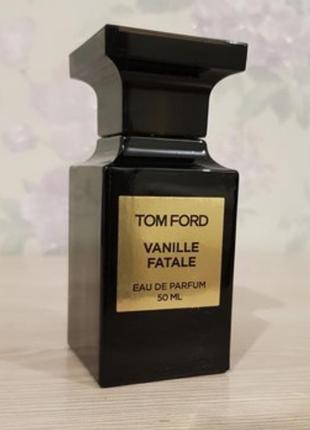 TOM FORD
VANILLE
FATALE
EAU DE PARFUM
50 ML